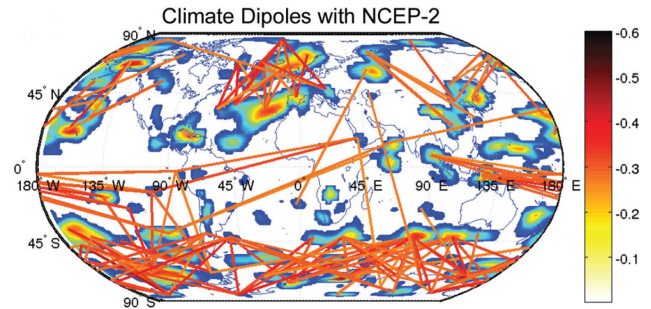 Climate Dipoles with NCEP-2
90° N
45° N
0°
180° W 135° W 90° W 45° W 0° 45° E 90° E 135° E 180° E
45° S
90° S
-0.6
-0.5
-0.4
-0.3
-0.2
-0.1